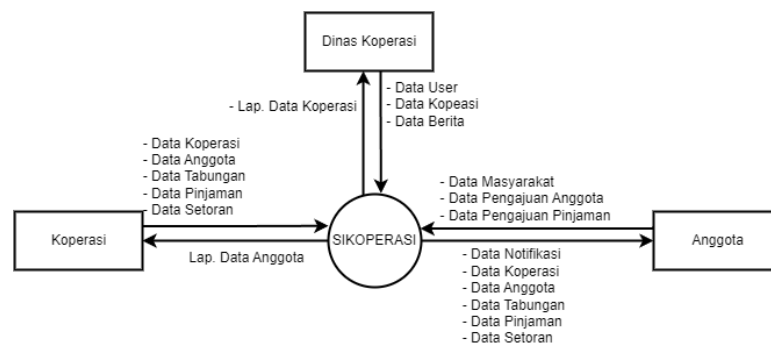 Dinas Koperasi
- Lap. Data Koperasi
- Data User
- Data Kopeasi
- Data Berita
- Data Koperasi
- Data Anggota
- Data Tabungan
- Data Pinjaman
- Data Setoran
- Data Masyarakat
- Data Pengajuan Anggota
- Data Pengajuan Pinjaman
Koperasi
SIKOPERASI
Anggota
Lap. Data Anggota
- Data Notifikasi
- Data Koperasi
- Data Anggota
- Data Tabungan
- Data Pinjaman
- Data Setoran